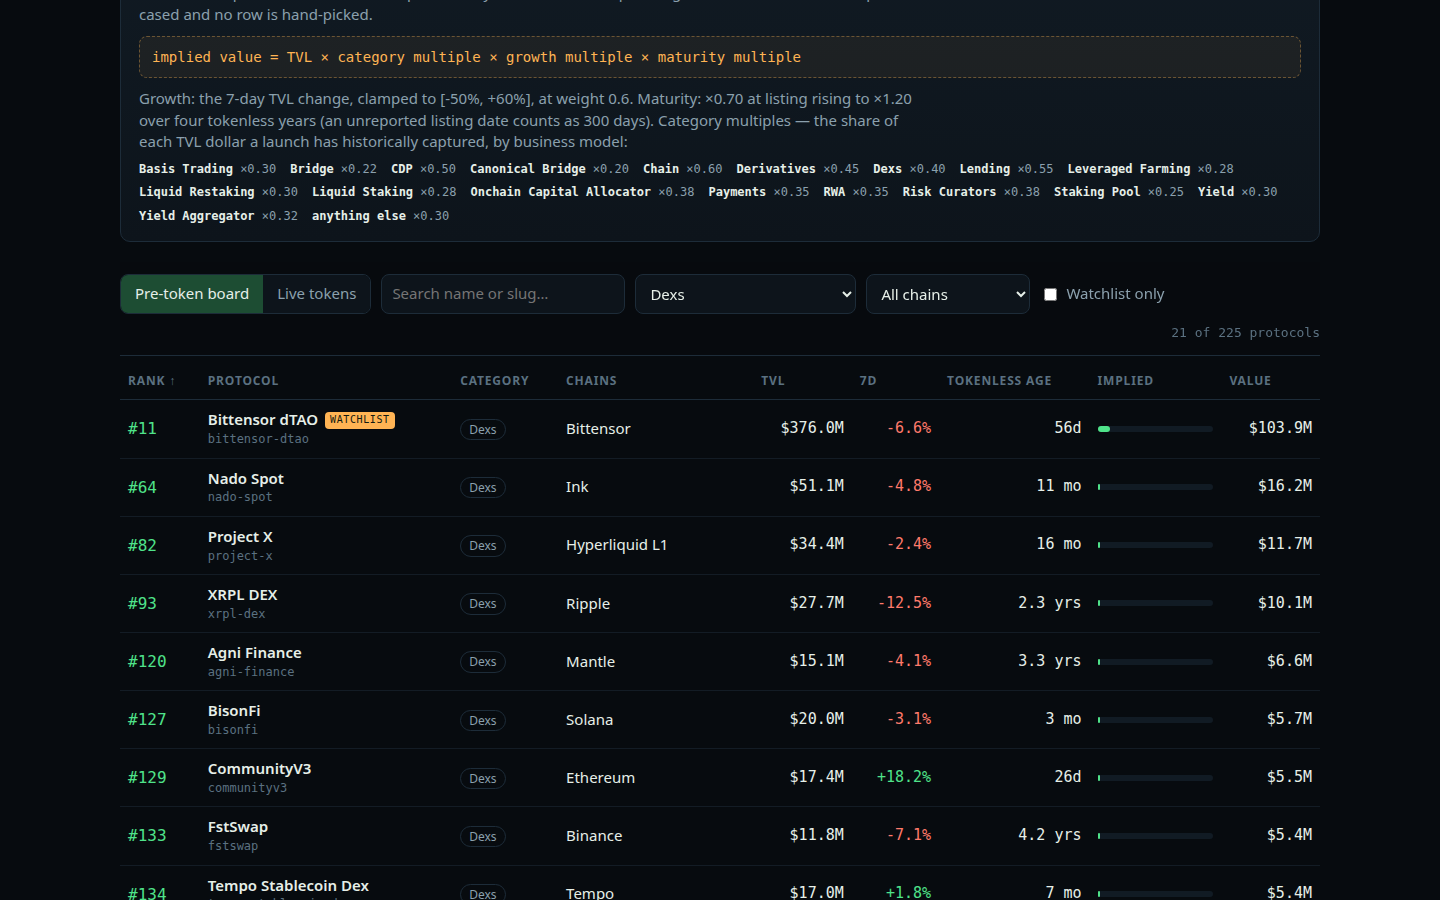 cased and no row is hand-picked.
implied value = TVL × category multiple × growth multiple × maturity multiple
Growth: the 7-day TVL change, clamped to [-50%, +60%], at weight 0.6. Maturity: ×0.70 at listing rising to ×1.20
over four tokenless years (an unreported listing date counts as 300 days). Category multiples — the share of
each TVL dollar a launch has historically captured, by business model:
Basis Trading ×0.30 Bridge ×0.22 CDP ×0.50 Canonical Bridge ×0.20 Chain ×0.60 Derivatives ×0.45 Dexs ×0.40 Lending ×0.55 Leveraged Farming ×0.28
Liquid Restaking ×0.30 Liquid Staking ×0.28 Onchain Capital Allocator ×0.38 Payments ×0.35 RWA ×0.35 Risk Curators ×0.38 Staking Pool ×0.25 Yield ×0.30
Yield Aggregator ×0.32 anything else ×0.30
Pre-token board Live tokens Search name or slug... Dexs All chains Watchlist only
21 of 225 protocols
RANK ↑ PROTOCOL CATEGORY CHAINS TVL 7D TOKENLESS AGE IMPLIED VALUE
#11 Bittensor dTAO WATCHLIST Dexs Bittensor $376.0M -6.6% 56d $103.9M
bittensor-dtao
#64 Nado Spot Dexs Ink $51.1M -4.8% 11 mo $16.2M
nado-spot
#82 Project X Dexs Hyperliquid L1 $34.4M -2.4% 16 mo $11.7M
project-x
#93 XRPL DEX Dexs Ripple $27.7M -12.5% 2.3 yrs $10.1M
xrpl-dex
#120 Agni Finance Dexs Mantle $15.1M -4.1% 3.3 yrs $6.6M
agni-finance
#127 BisonFi Dexs Solana $20.0M -3.1% 3 mo $5.7M
bisonfi
#129 CommunityV3 Dexs Ethereum $17.4M +18.2% 26d $5.5M
communityv3
#133 FstSwap Dexs Binance $11.8M -7.1% 4.2 yrs $5.4M
fstswap
#134 Tempo Stablecoin Dex Dexs Tempo $17.0M +1.8% 7 mo $5.4M